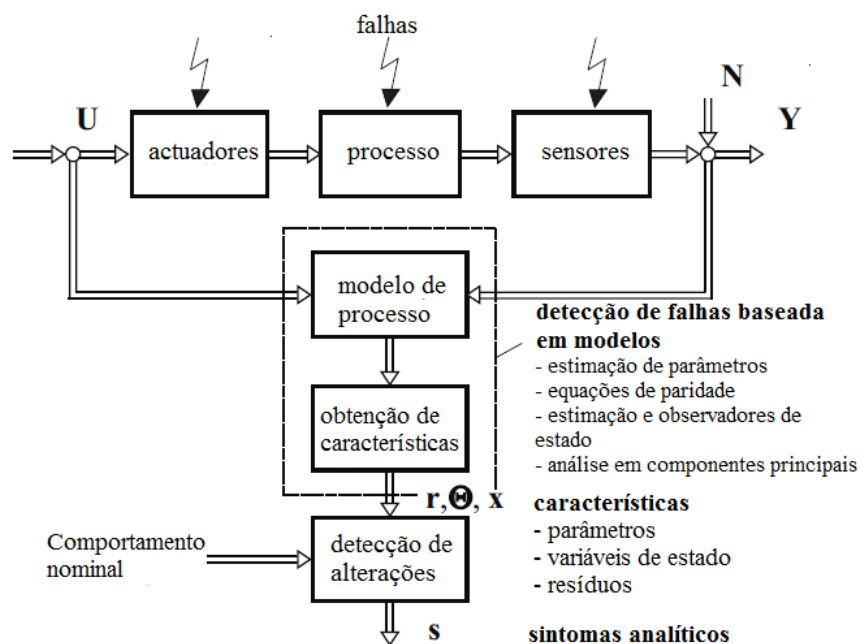 falhas
N
U
Y
actuadores
processo
sensores
modelo de
processo
detecção de falhas baseada
em modelos
- estimação de parâmetros
- equações de paridade
- estimação e observadores de
estado
- análise em componentes principais
obtenção de
características
r,Θ, x
características
- parâmetros
- variáveis de estado
- resíduos
Comportamento
nominal
detecção de
alterações
s
sintomas analíticos